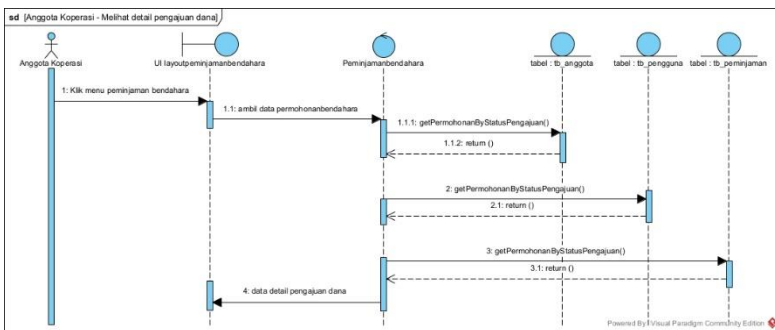 sd [Anggota Koperasi - Melihat detail pengajuan dana]
Anggota Koperasi
UI layoutpeminjamanbendahara
Peminjamanbendahara
tabel : tb_anggota
tabel : tb_pengguna
tabel : tb_peminjaman
1: Klik menu peminjaman bendahara
1.1: ambil data permohonanbendahara
1.1.1: getPermohonanByStatusPengajuan()
1.1.2: return ()
2: getPermohonanByStatusPengajuan()
2.1: return ()
3: getPermohonanByStatusPengajuan()
3.1: return ()
4: data detail pengajuan dana
Powered By Visual Paradigm Community Edition